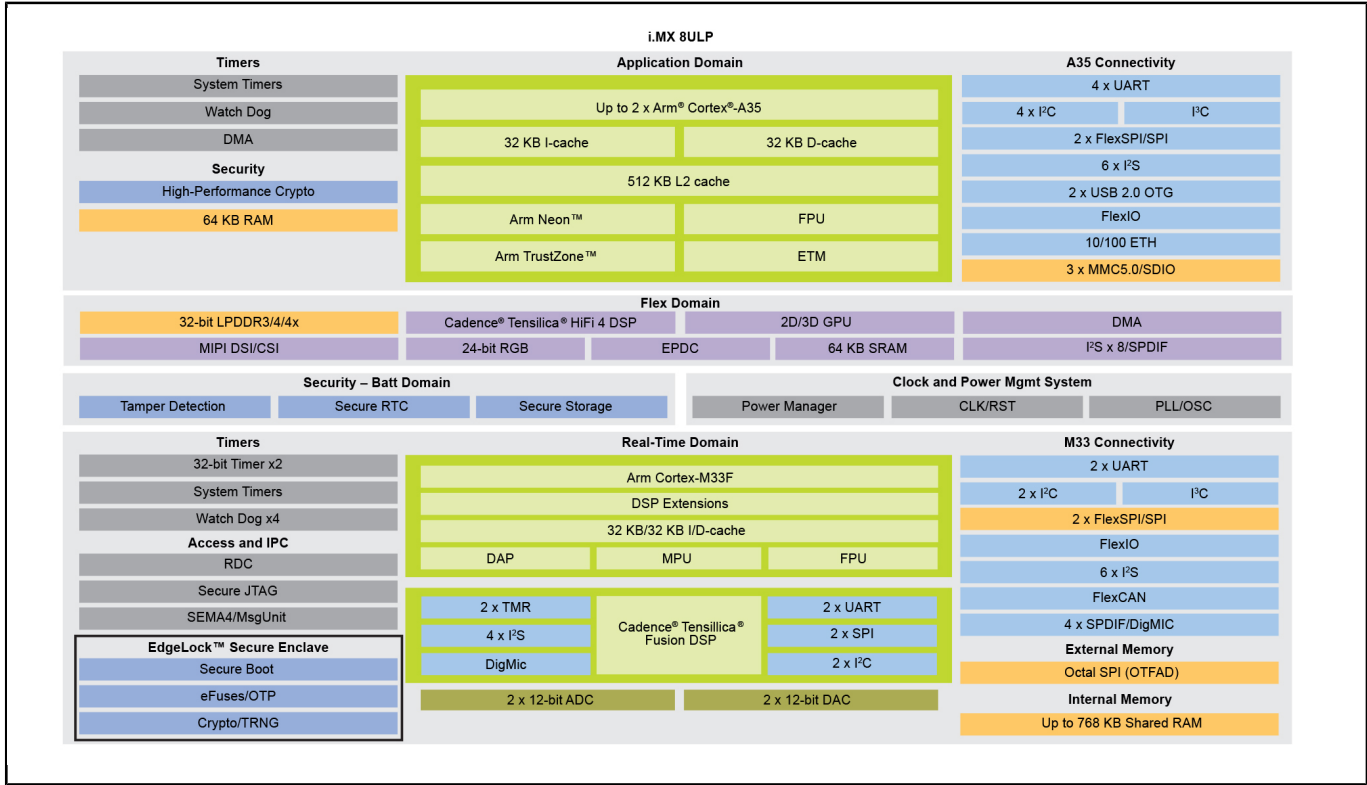 i.MX 8ULP
Timers
System Timers
Watch Dog
DMA
Security
High-Performance Crypto
64 KB RAM
Application Domain
Up to 2 x Arm® Cortex®-A35
32 KB I-cache
32 KB D-cache
512 KB L2 cache
Arm Neon™
FPU
Arm TrustZone™
ETM
A35 Connectivity
4 x UART
4 x I²C
I³C
2 x FlexSPI/SPI
6 x I²S
2 x USB 2.0 OTG
FlexIO
10/100 ETH
3 x MMC5.0/SDIO
Flex Domain
32-bit LPDDR3/4/4x
Cadence® Tensilica® HiFi 4 DSP
2D/3D GPU
DMA
MIPI DSI/CSI
24-bit RGB
EPDC
64 KB SRAM
I²S x 8/SPDIF
Security – Batt Domain
Tamper Detection
Secure RTC
Secure Storage
Clock and Power Mgmt System
Power Manager
CLK/RST
PLL/OSC
Timers
32-bit Timer x2
System Timers
Watch Dog x4
Access and IPC
RDC
Secure JTAG
SEMA4/MsgUnit
EdgeLock™ Secure Enclave
Secure Boot
eFuses/OTP
Crypto/TRNG
Real-Time Domain
Arm Cortex-M33F
DSP Extensions
32 KB/32 KB I/D-cache
DAP
MPU
FPU
2 x TMR
4 x I²S
DigMic
Cadence® Tensillica®
Fusion DSP
2 x UART
2 x SPI
2 x I²C
2 x 12-bit ADC
2 x 12-bit DAC
M33 Connectivity
2 x UART
2 x I²C
I³C
2 x FlexSPI/SPI
FlexIO
6 x I²S
FlexCAN
4 x SPDIF/DigMIC
External Memory
Octal SPI (OTFAD)
Internal Memory
Up to 768 KB Shared RAM